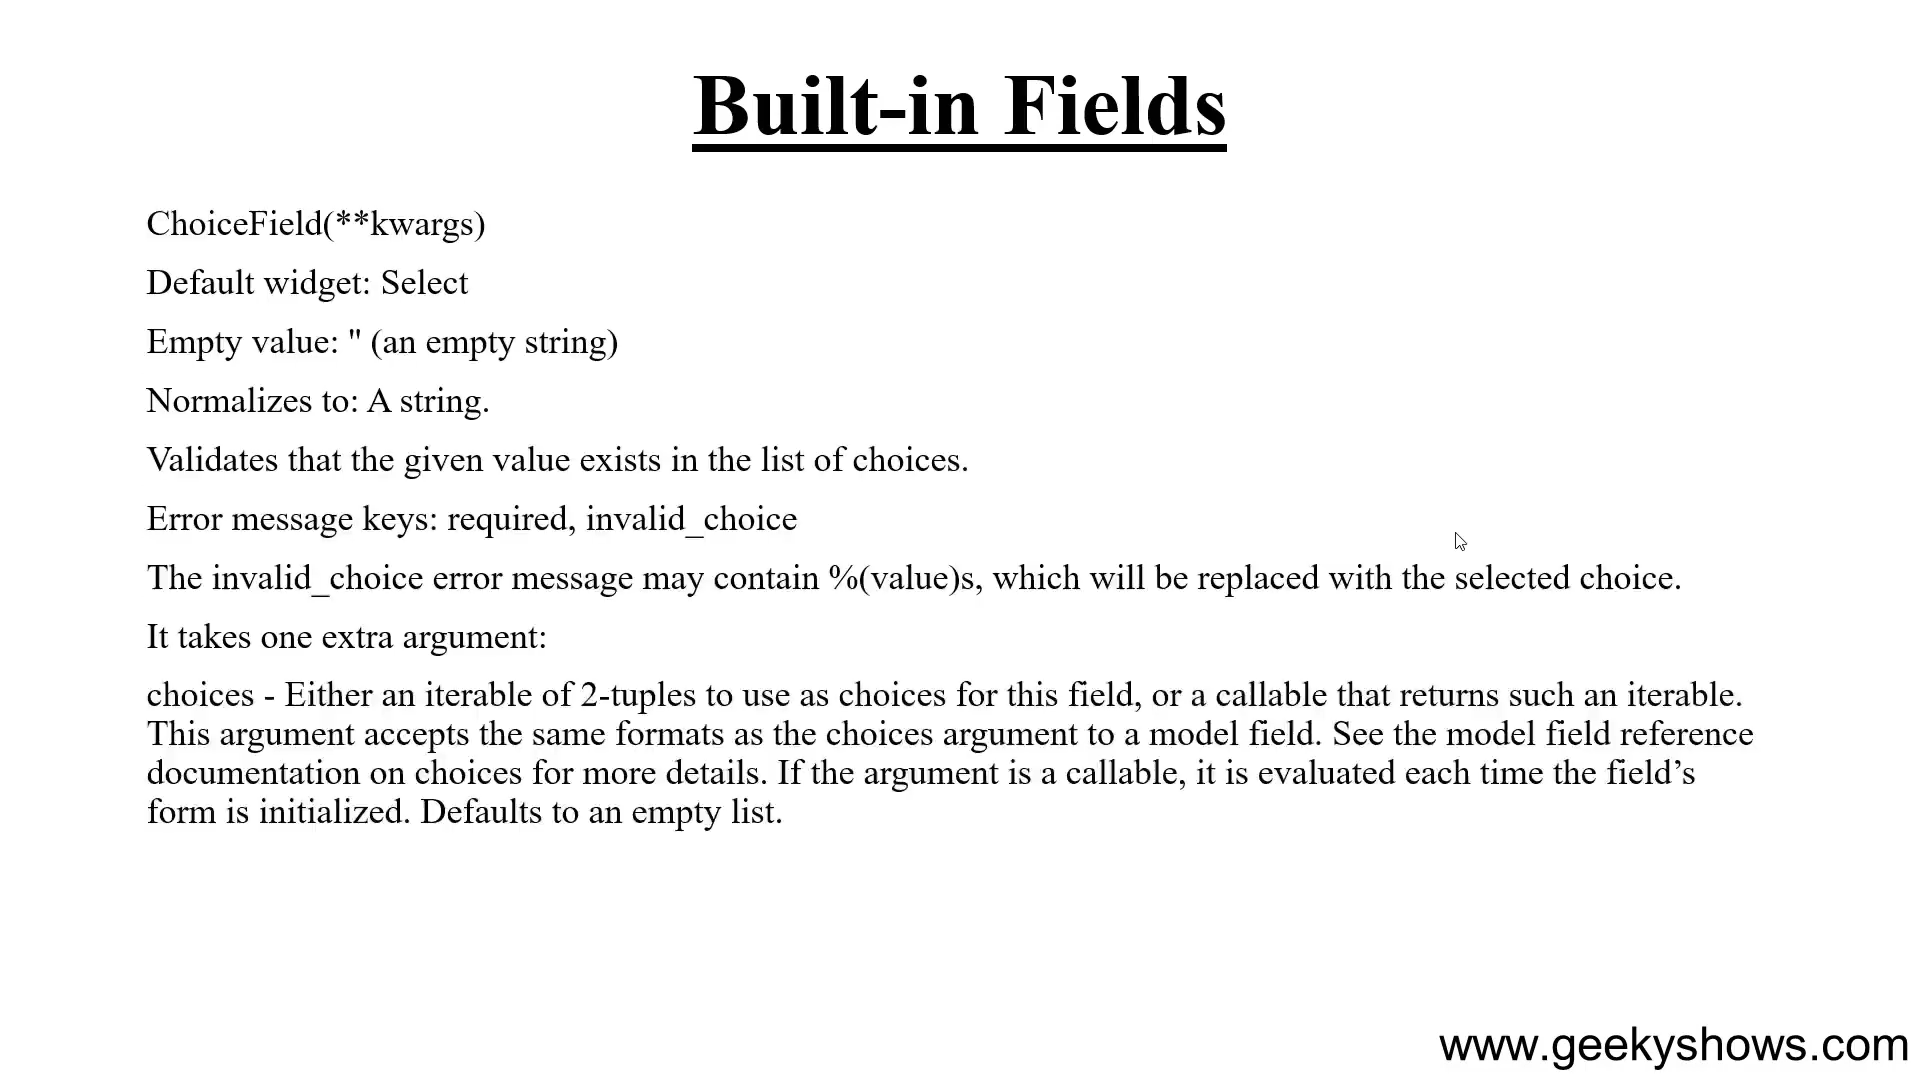 Built-in Fields
ChoiceField(**kwargs)
Default widget: Select
Empty value: '' (an empty string)
Normalizes to: A string.
Validates that the given value exists in the list of choices.
Error message keys: required, invalid_choice
The invalid_choice error message may contain %(value)s, which will be replaced with the selected choice.
It takes one extra argument:
choices - Either an iterable of 2-tuples to use as choices for this field, or a callable that returns such an iterable.
This argument accepts the same formats as the choices argument to a model field. See the model field reference
documentation on choices for more details. If the argument is a callable, it is evaluated each time the field’s
form is initialized. Defaults to an empty list.
www.geekyshows.com